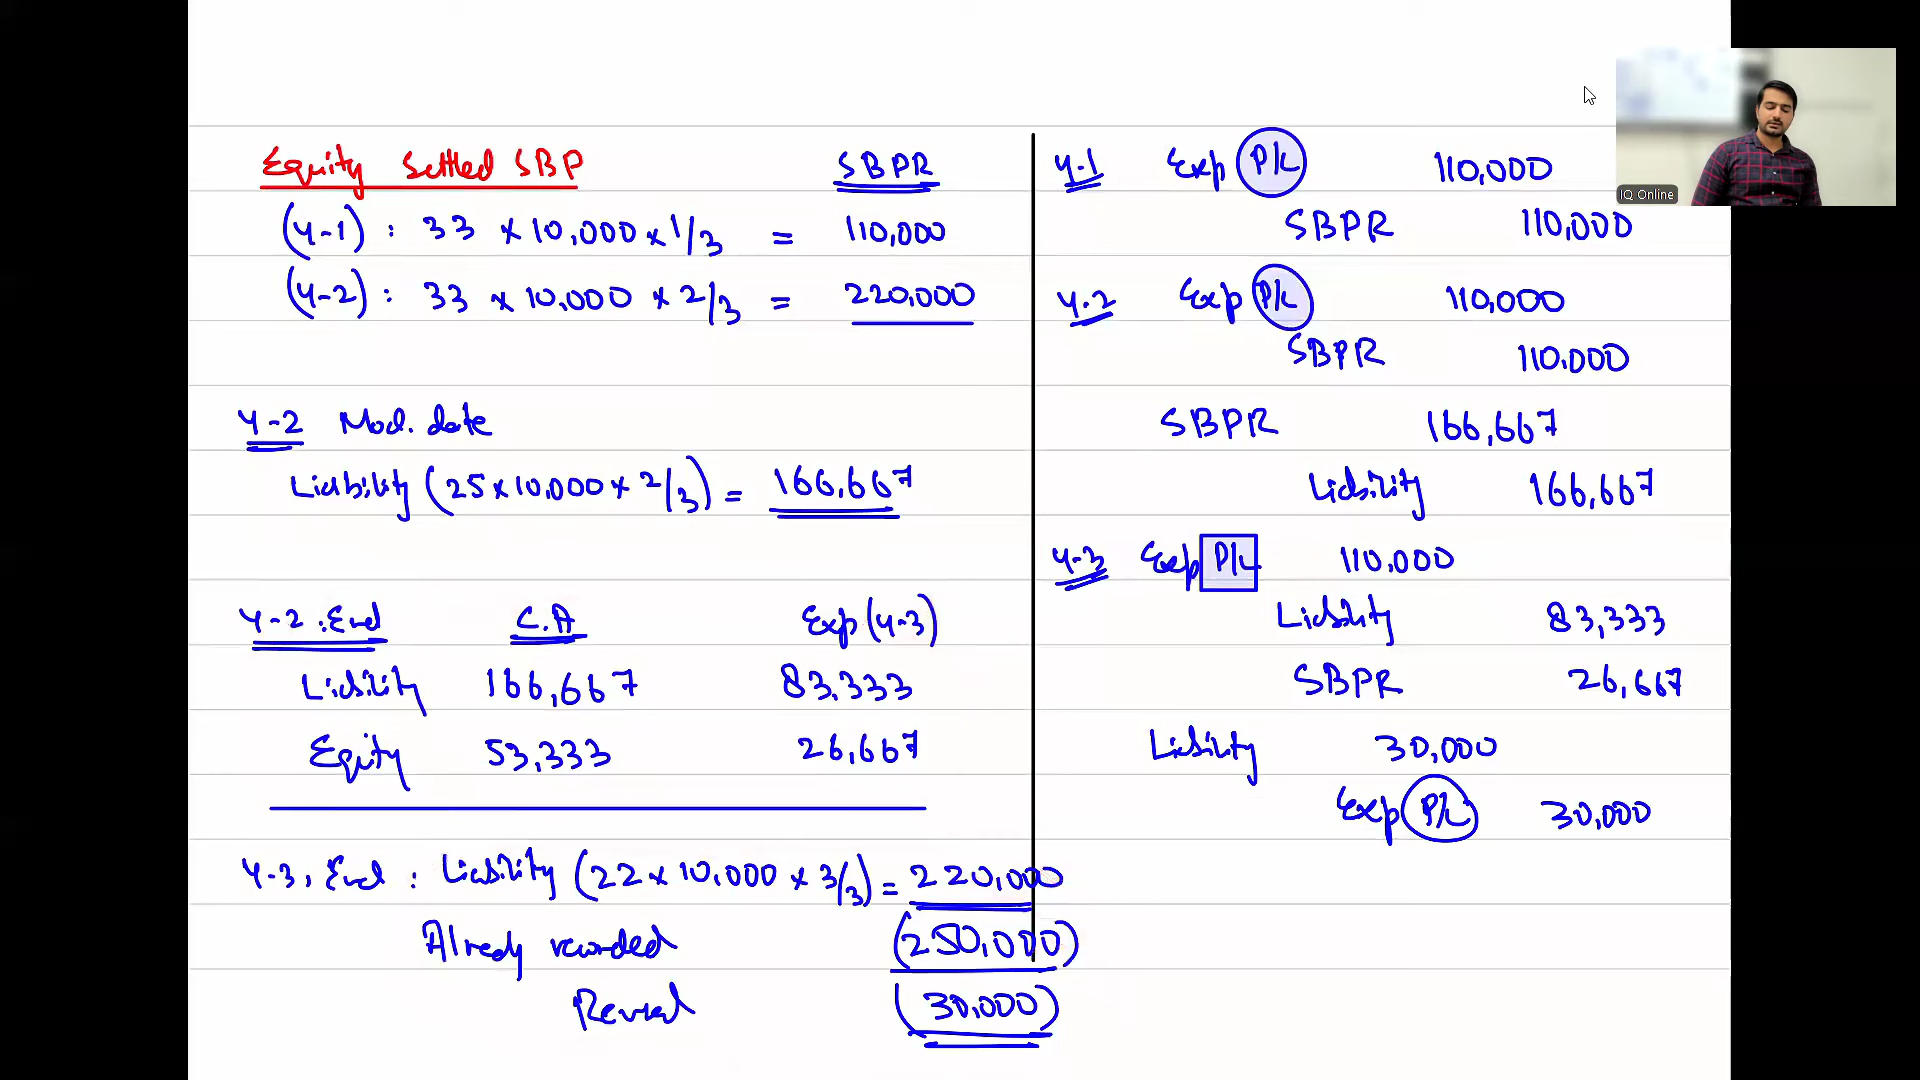 Equity Settled SBP SBPR
(Y-1) : 33 × 10,000 × 1/3 = 110,000
(Y-2) : 33 × 10,000 × 2/3 = 220,000
Y-2 Mod. date
Liability (25 × 10,000 × 2/3) = 166,667
Y-2 : End C.A Exp (Y-3)
Liability 166,667 83,333
Equity 53,333 26,667
Y-3, End : Liability (22 × 10,000 × 3/3) = 220,000
Already recorded (250,000)
Reversal (30,000)
Y-1 Exp P/L 110,000
SBPR 110,000
Y-2 Exp P/L 110,000
SBPR 110,000
SBPR 166,667
Liability 166,667
Y-3 Exp P/L 110,000
Liability 83,333
SBPR 26,667
Liability 30,000
Exp P/L 30,000
IQ Online